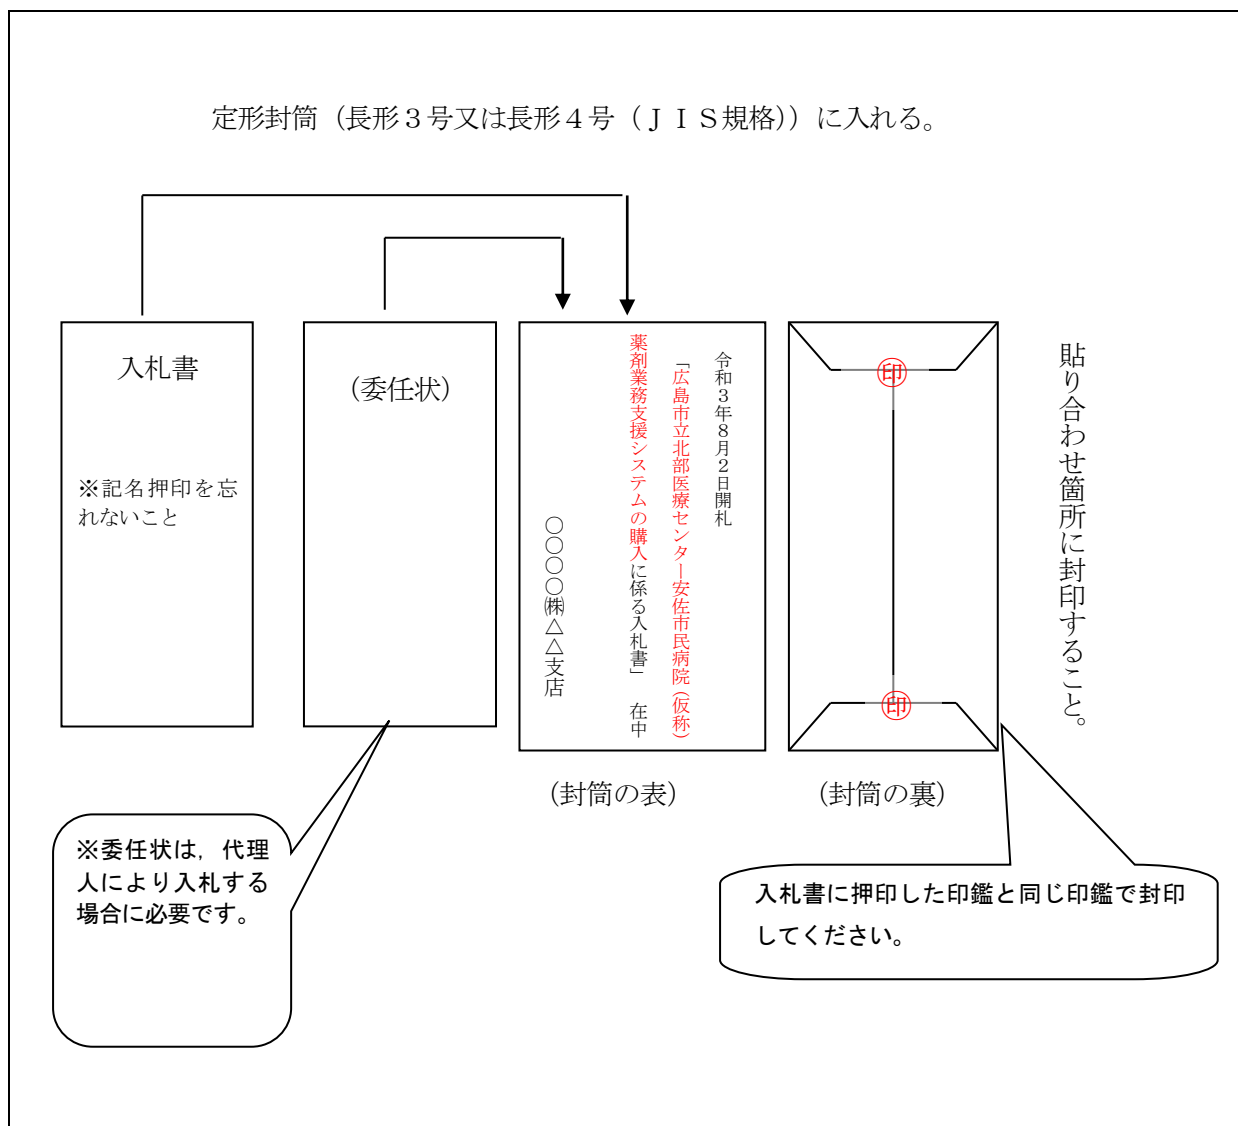 定形封筒（長形３号又は長形４号（ＪＩＳ規格））に入れる。
入札書
※記名押印を忘
れないこと
（委任状）
令和３年８月２日開札
「広島市立北部医療センター安佐市民病院（仮称）
薬剤業務支援システムの購入に係る入札書」　在中
〇〇〇〇㈱△△支店
印
印
貼り合わせ箇所に封印すること。
（封筒の表）
（封筒の裏）
※委任状は，代理
人により入札する
場合に必要です。
入札書に押印した印鑑と同じ印鑑で封印
してください。